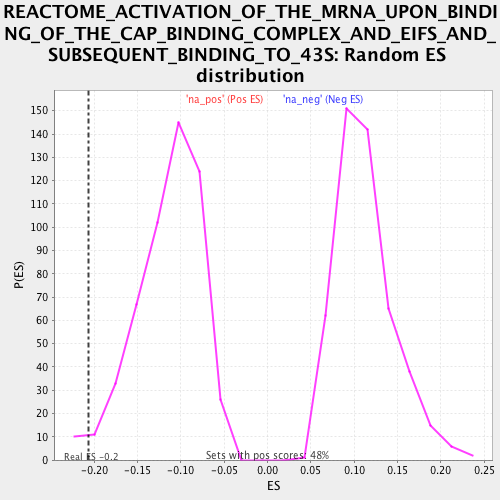 REACTOME_ACTIVATION_OF_THE_MRNA_UPON_BINDI
NG_OF_THE_CAP_BINDING_COMPLEX_AND_EIFS_AND_
SUBSEQUENT_BINDING_TO_43S: Random ES
distribution
'na_pos' (Pos ES) 'na_neg' (Neg ES)
150
140
130
120
110
100
90
80
70
60
50
40
30
20
10
0
P(ES)
Real ES -0.2
Sets with pos scores: 48%
-0.20 -0.15 -0.10 -0.05 0.00 0.05 0.10 0.15 0.20 0.25
ES